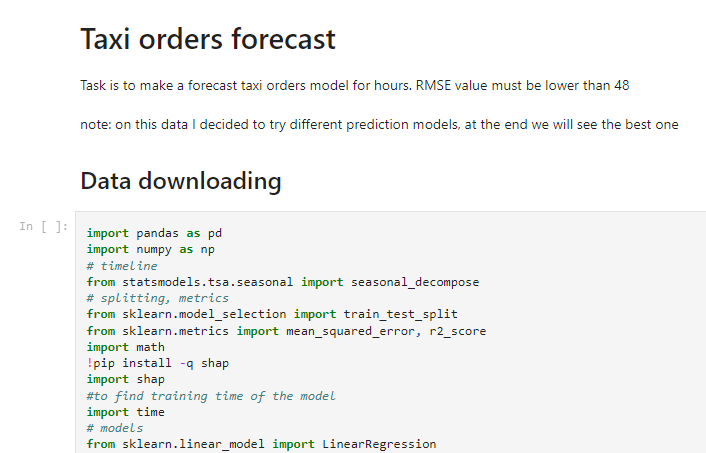 Taxi orders forecast
Task is to make a forecast taxi orders model for hours. RMSE value must be lower than 48
note: on this data I decided to try different prediction models, at the end we will see the best one
Data downloading
In [ ]:
import pandas as pd
import numpy as np
# timeline
from statsmodels.tsa.seasonal import seasonal_decompose
# splitting, metrics
from sklearn.model_selection import train_test_split
from sklearn.metrics import mean_squared_error, r2_score
import math
!pip install -q shap
import shap
#to find training time of the model
import time
# models
from sklearn.linear_model import LinearRegression